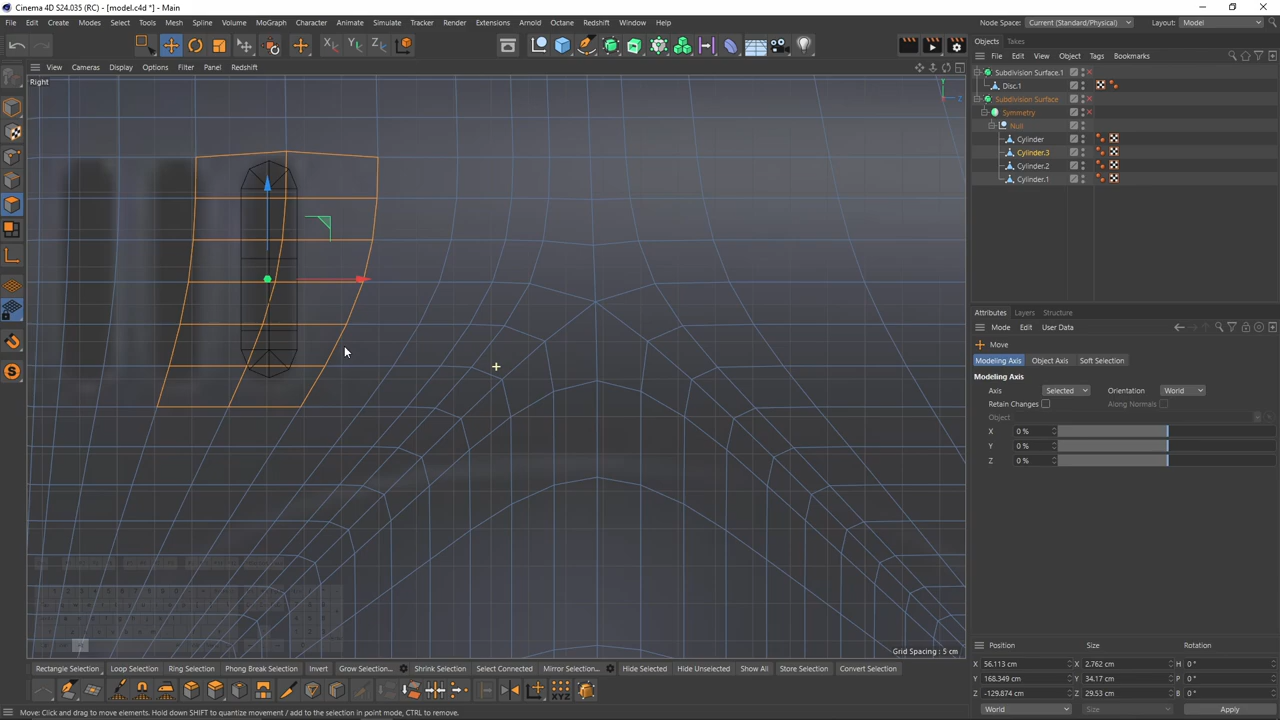 Cinema 4D S24.035 (RC) - [model.c4d *] - Main
File Edit Create Modes Select Tools Mesh Spline Volume MoGraph Character Animate Simulate Tracker Render Extensions Arnold Octane Redshift Window Help
Node Space: Current (Standard/Physical) Layout: Model
View Cameras Display Options Filter Panel Redshift
Right
Y
Z
Objects Takes
File Edit View Object Tags Bookmarks
Subdivision Surface.1
Disc.1
Subdivision Surface
Symmetry
Null
Cylinder
Cylinder.3
Cylinder.2
Cylinder.1
Attributes Layers Structure
Mode Edit User Data
Move
Modeling Axis Object Axis Soft Selection
Modeling Axis
Axis Selected Orientation World
Retain Changes Along Normals
Object
X 0 %
Y 0 %
Z 0 %
Grid Spacing : 5 cm
Position Size Rotation
X 56.113 cm X 2.762 cm H 0 °
Y 168.349 cm Y 34.17 cm P 0 °
Z -129.874 cm Z 29.53 cm B 0 °
World Size Apply
Rectangle Selection Loop Selection Ring Selection Phong Break Selection Invert Grow Selection... Shrink Selection Select Connected Mirror Selection... Hide Selected Hide Unselected Show All Store Selection Convert Selection
Move: Click and drag to move elements. Hold down SHIFT to quantize movement / add to the selection in point mode, CTRL to remove.